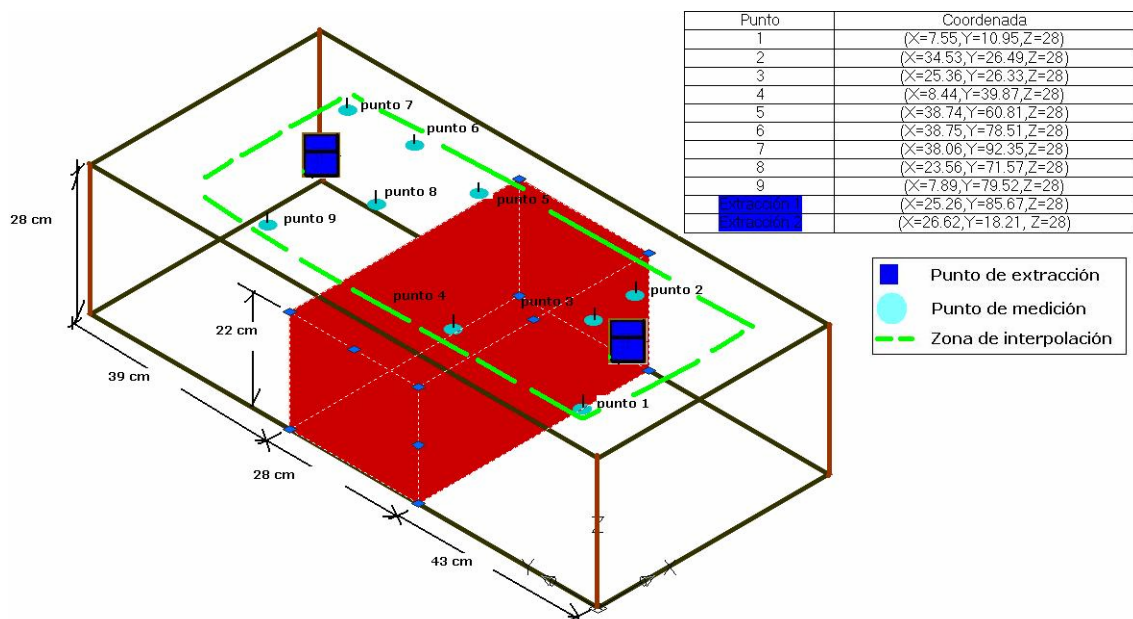 Punto Coordenada
1 (X=7.55,Y=10.95,Z=28)
2 (X=34.53,Y=26.49,Z=28)
3 (X=25.36,Y=26.33,Z=28)
4 (X=8.44,Y=39.87,Z=28)
5 (X=38.74,Y=60.81,Z=28)
6 (X=38.75,Y=78.51,Z=28)
7 (X=38.06,Y=92.35,Z=28)
8 (X=23.56,Y=71.57,Z=28)
9 (X=7.89,Y=79.52,Z=28)
Extracción 1 (X=25.26,Y=85.67,Z=28)
Extracción 2 (X=26.62,Y=18.21, Z=28)
punto 7
punto 6
punto 8
punto 5
punto 9
28 cm
punto 4
punto 3
punto 2
22 cm
punto 1
39 cm
28 cm
43 cm
Z
Y
X
Punto de extracción
Punto de medición
Zona de interpolación